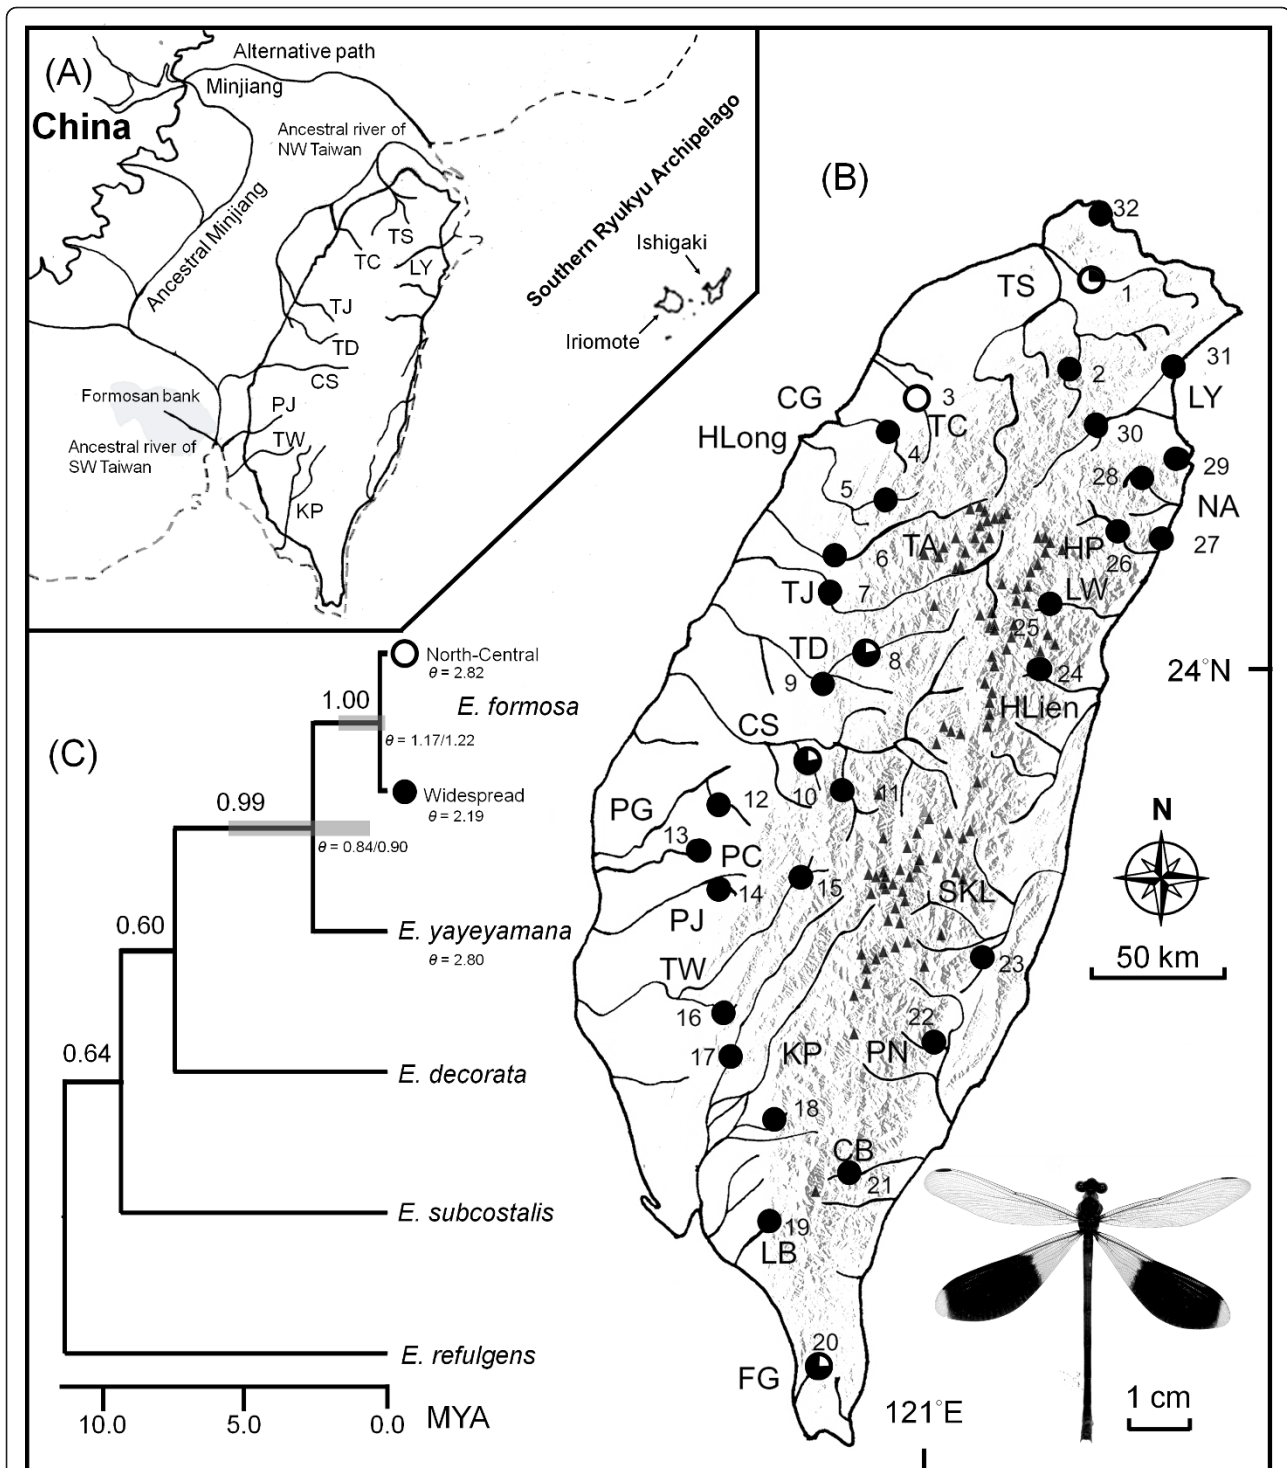 (A)
Alternative path
Minjiang
China
Ancestral river of
NW Taiwan
Ancestral Minjiang
TS
TC
LY
TJ
TD
CS
Formosan bank
PJ
TW
Ancestral river of
SW Taiwan
KP
Southern Ryukyu Archipelago
Ishigaki
Iriomote
(B)
32
TS
1
2
31
CG
3
LY
TC
HLong
4
30
28
29
5
NA
TA
HP
27
6
26
TJ
7
LW
25
TD
8
24°N
9
24
HLien
CS
10
11
PG
12
13
PC
14
15
SKL
PJ
TW
23
16
22
17
KP
PN
18
CB
21
19
LB
20
FG
N
50 km
121°E
1 cm
(C)
North-Central
θ = 2.82
1.00
E. formosa
θ = 1.17/1.22
Widespread
θ = 2.19
0.99
θ = 0.84/0.90
E. yayeyamana
θ = 2.80
0.60
E. decorata
0.64
E. subcostalis
E. refulgens
10.0
5.0
0.0
MYA